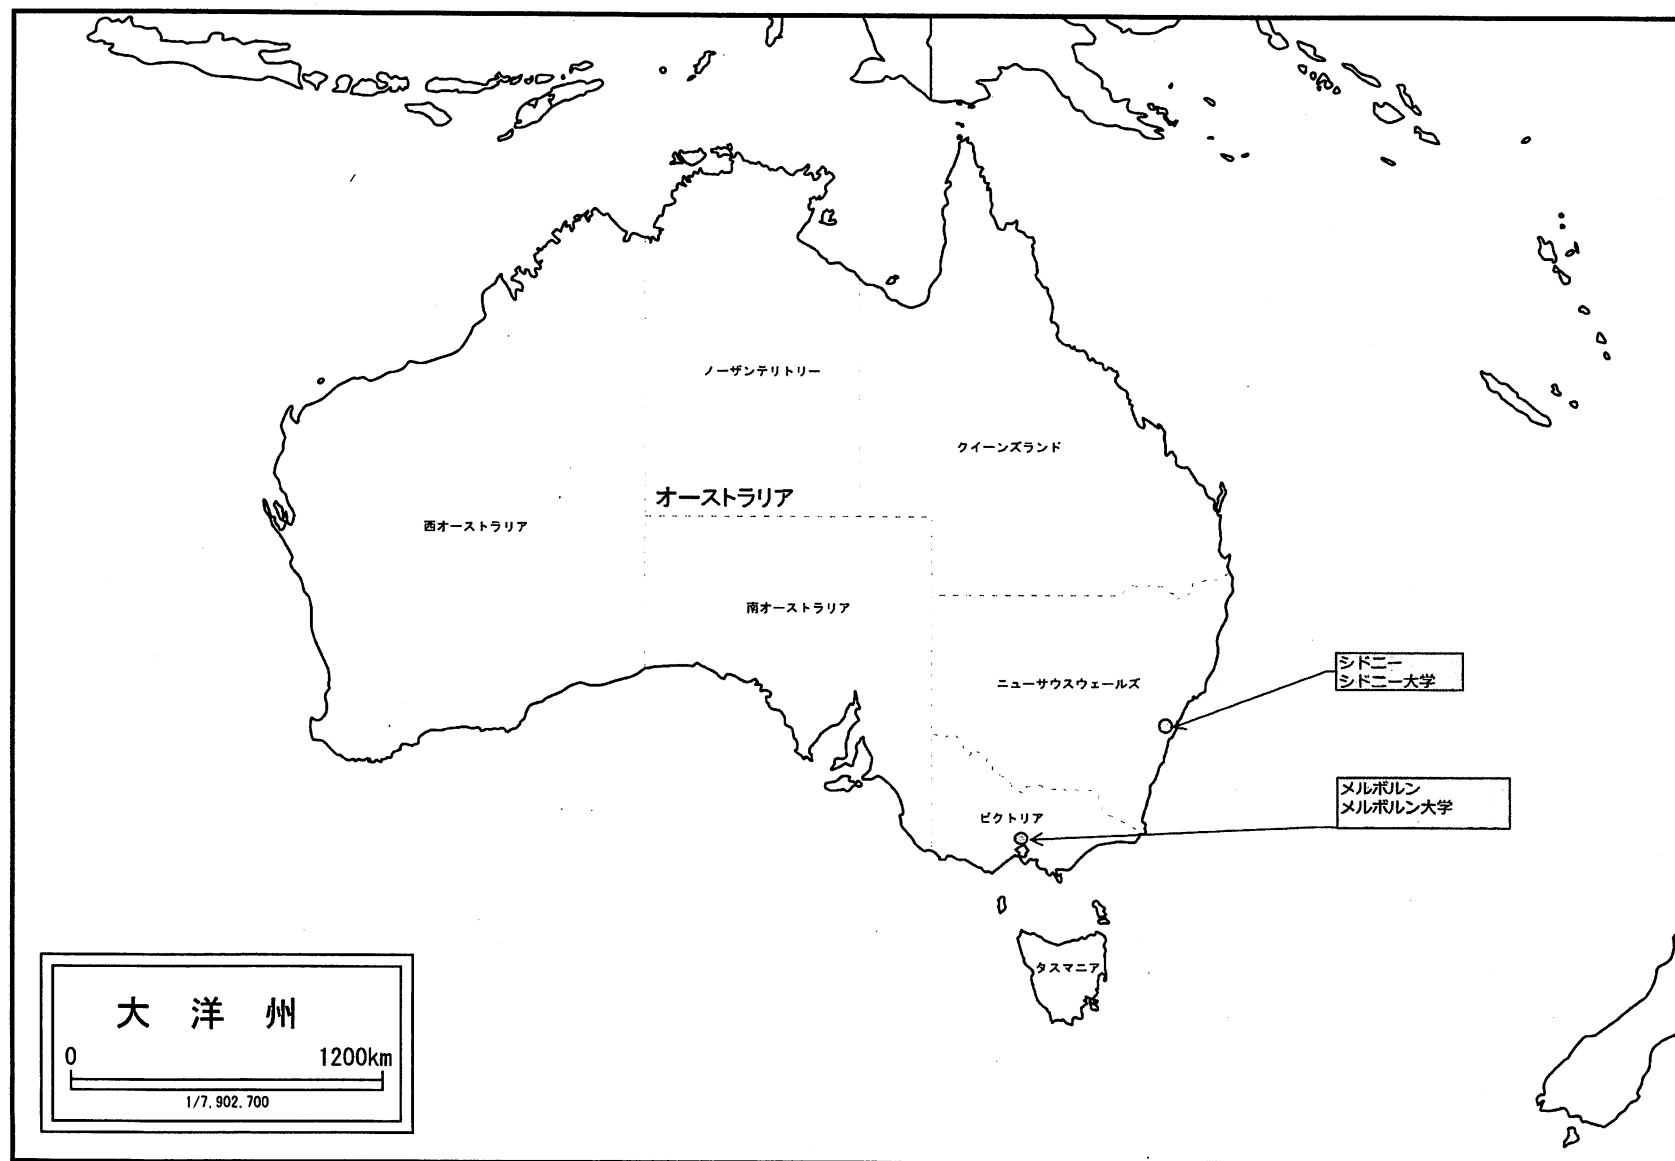 ノーザンテリトリー
クイーンズランド
オーストラリア
西オーストラリア
南オーストラリア
シドニー
シドニー大学
ニューサウスウェールズ
メルボルン
メルボルン大学
ビクトリア
タスマニア
大洋州
0 1200km
1/7,902,700